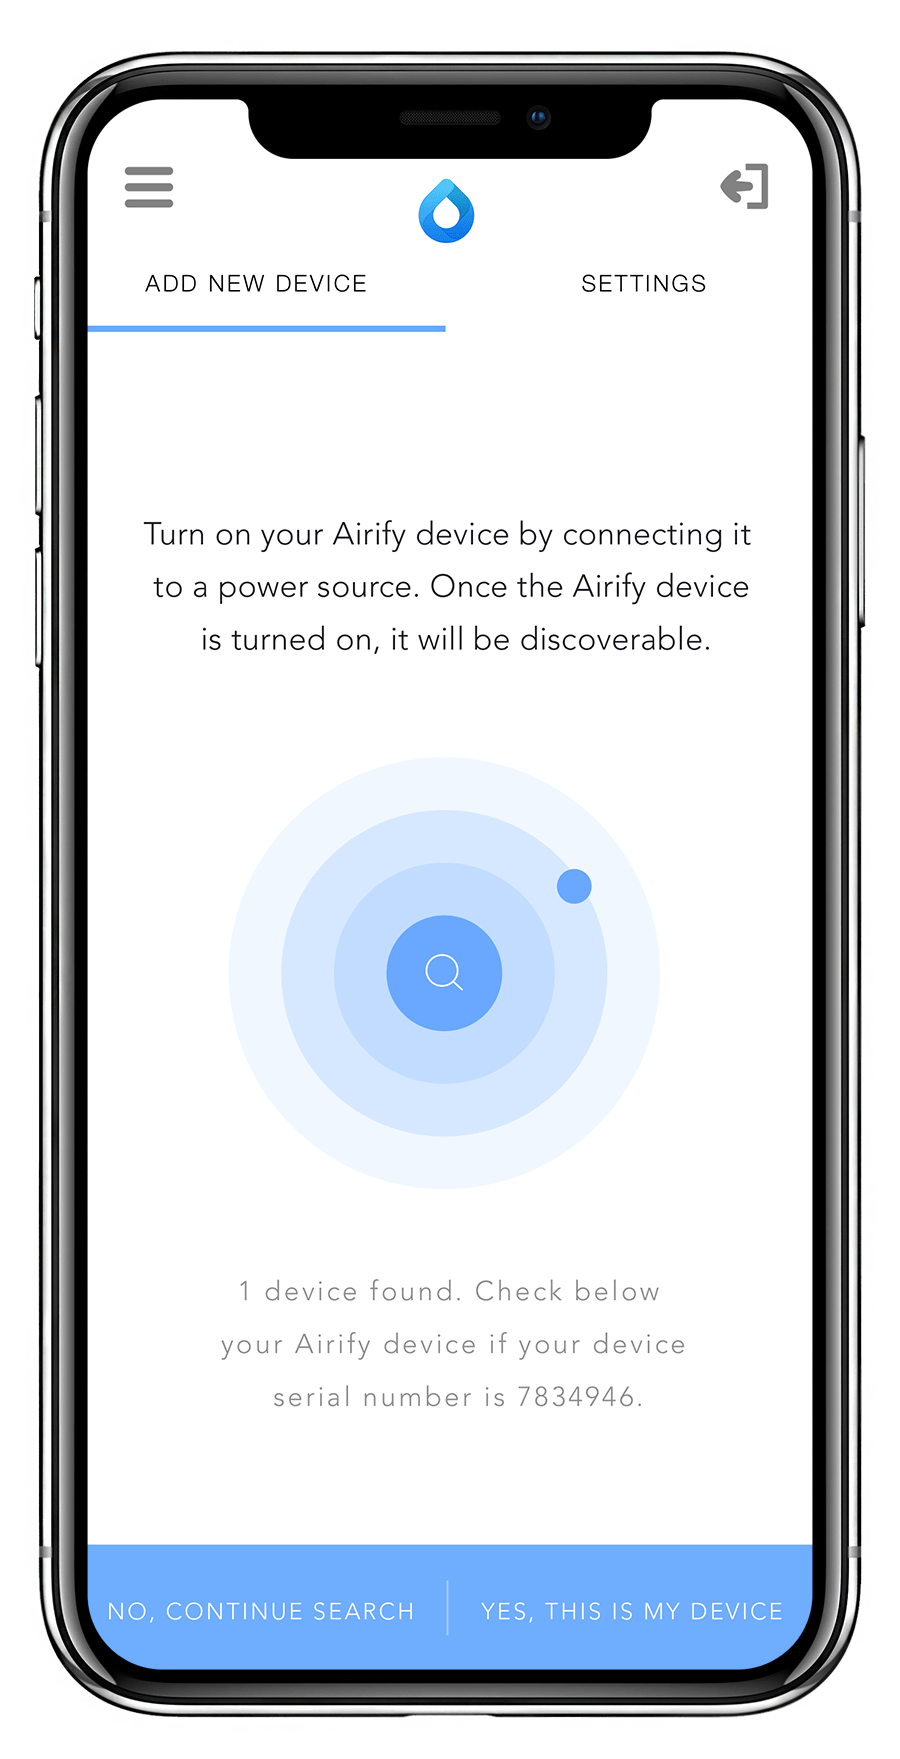 ADD NEW DEVICE
SETTINGS
Turn on your Airify device by connecting it
to a power source. Once the Airify device
is turned on, it will be discoverable.
1 device found. Check below
your Airify device if your device
serial number is 7834946.
NO, CONTINUE SEARCH
YES, THIS IS MY DEVICE